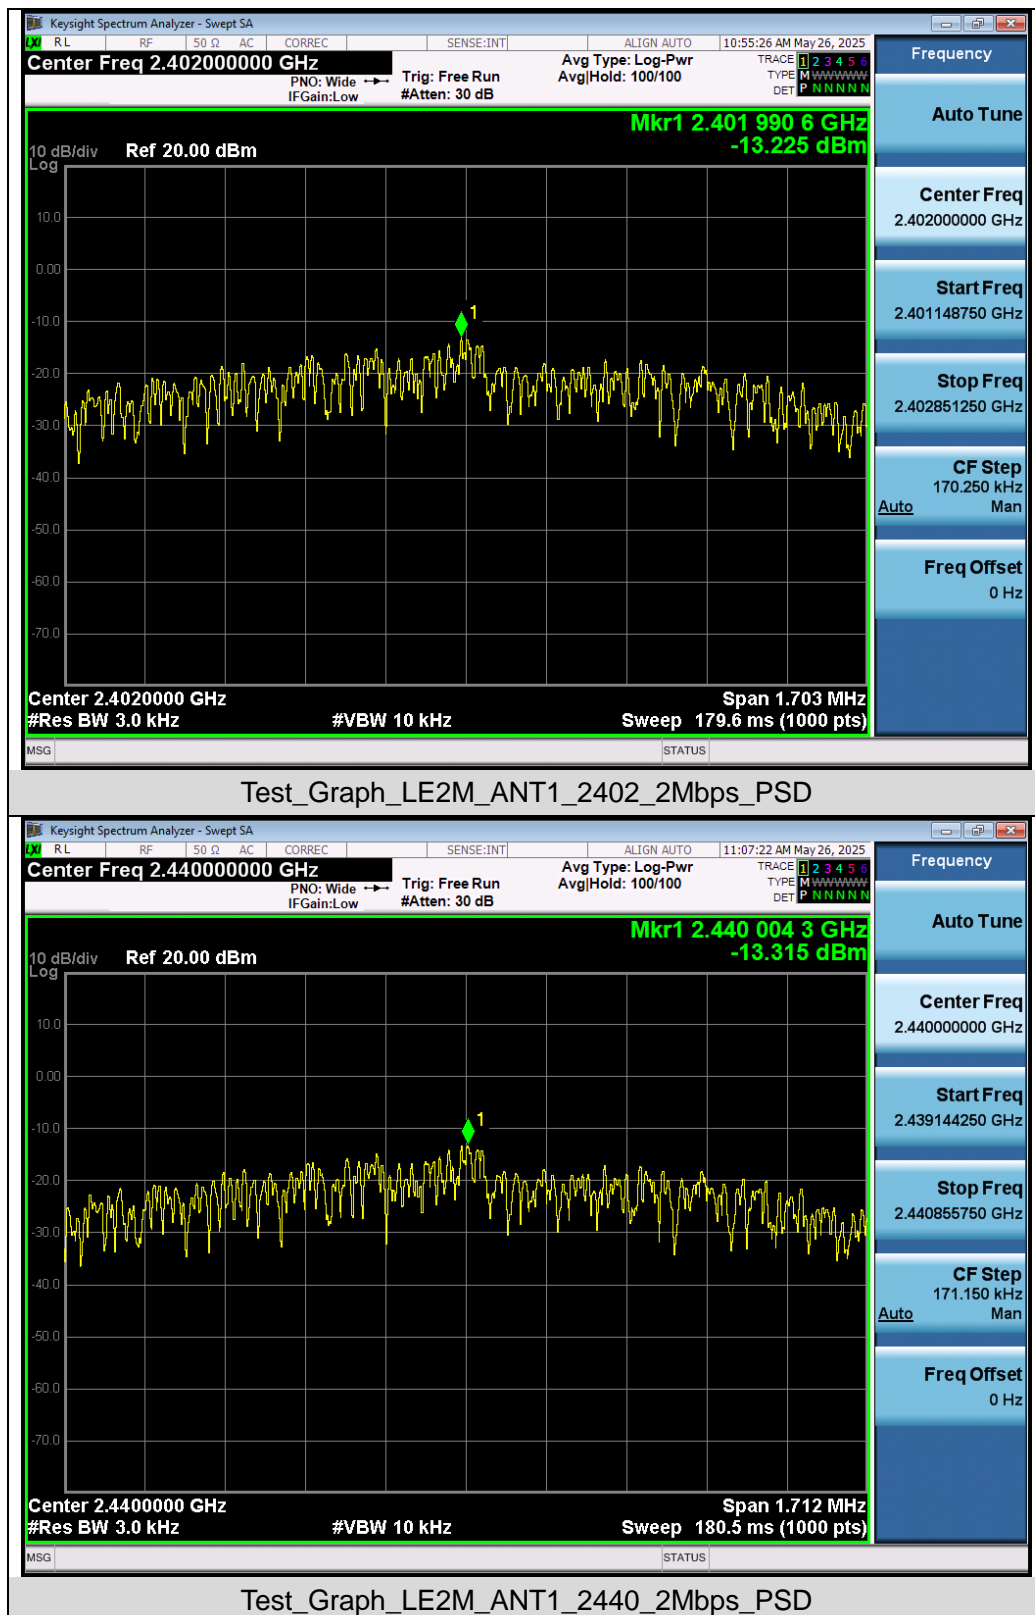 Keysight Spectrum Analyzer - Swept SA
LXI RL RF 50 Ω AC CORREC SENSE:INT ALIGN AUTO 10:55:26 AM May 26, 2025
Center Freq 2.402000000 GHz
PNO: Wide
IFGain:Low
Trig: Free Run
#Atten: 30 dB
Avg Type: Log-Pwr
Avg|Hold: 100/100
TRACE 1 2 3 4 5 6
TYPE M WWWWW
DET P N N N N N
Mkr1 2.401 990 6 GHz
-13.225 dBm
10 dB/div Ref 20.00 dBm
Log
10.0
0.00
-10.0
-20.0
-30.0
-40.0
-50.0
-60.0
-70.0
1
Center 2.4020000 GHz Span 1.703 MHz
#Res BW 3.0 kHz #VBW 10 kHz Sweep 179.6 ms (1000 pts)
MSG STATUS
Frequency
Auto Tune
Center Freq
2.402000000 GHz
Start Freq
2.401148750 GHz
Stop Freq
2.402851250 GHz
CF Step
170.250 kHz
Auto Man
Freq Offset
0 Hz
Test_Graph_LE2M_ANT1_2402_2Mbps_PSD
Keysight Spectrum Analyzer - Swept SA
LXI RL RF 50 Ω AC CORREC SENSE:INT ALIGN AUTO 11:07:22 AM May 26, 2025
Center Freq 2.440000000 GHz
PNO: Wide
IFGain:Low
Trig: Free Run
#Atten: 30 dB
Avg Type: Log-Pwr
Avg|Hold: 100/100
TRACE 1 2 3 4 5 6
TYPE M WWWWW
DET P N N N N N
Mkr1 2.440 004 3 GHz
-13.315 dBm
10 dB/div Ref 20.00 dBm
Log
10.0
0.00
-10.0
-20.0
-30.0
-40.0
-50.0
-60.0
-70.0
1
Center 2.4400000 GHz Span 1.712 MHz
#Res BW 3.0 kHz #VBW 10 kHz Sweep 180.5 ms (1000 pts)
MSG STATUS
Frequency
Auto Tune
Center Freq
2.440000000 GHz
Start Freq
2.439144250 GHz
Stop Freq
2.440855750 GHz
CF Step
171.150 kHz
Auto Man
Freq Offset
0 Hz
Test_Graph_LE2M_ANT1_2440_2Mbps_PSD